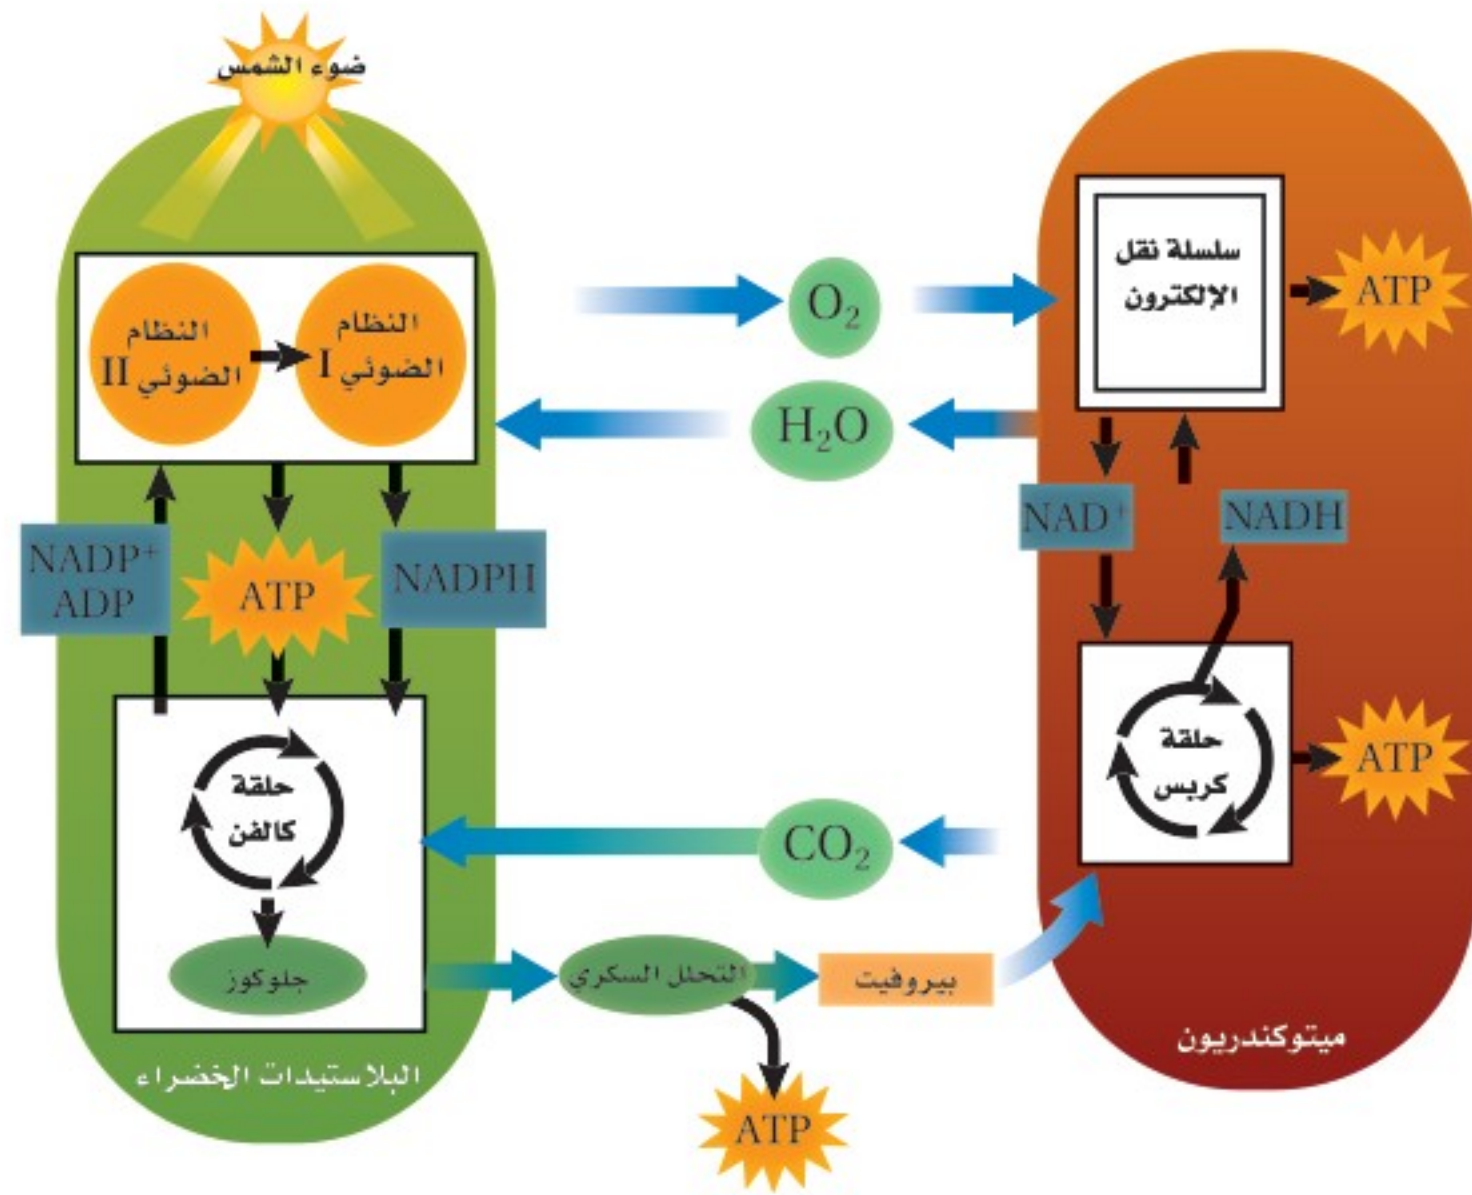 ضوء الشمس
النظام
الضوئي II
النظام
الضوئي I
O₂
H₂O
سلسلة نقل
الإلكترون
ATP
NADP⁺
ADP
ATP
NADPH
NAD⁺
NADH
حلقة
كالفن
جلوكوز
CO₂
حلقة
كربس
ATP
التحلل السكري
بيروفيت
ATP
البلاستيدات الخضراء
ميتوكندريون